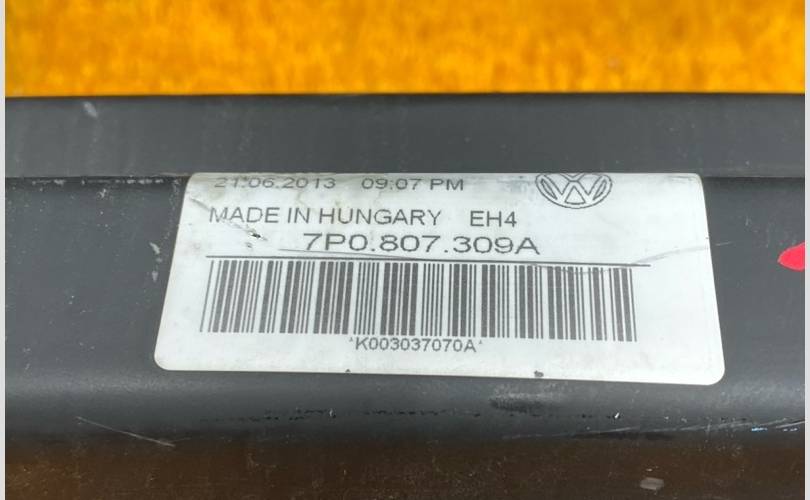 21.06.2013 09:07 PM
MADE IN HUNGARY EH4
7P0.807.309A
*K003037070A*